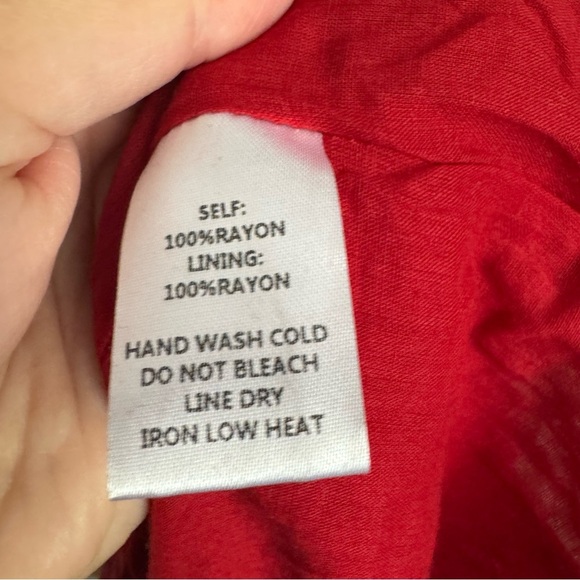 SELF:
100%RAYON
LINING:
100%RAYON
HAND WASH COLD
DO NOT BLEACH
LINE DRY
IRON LOW HEAT